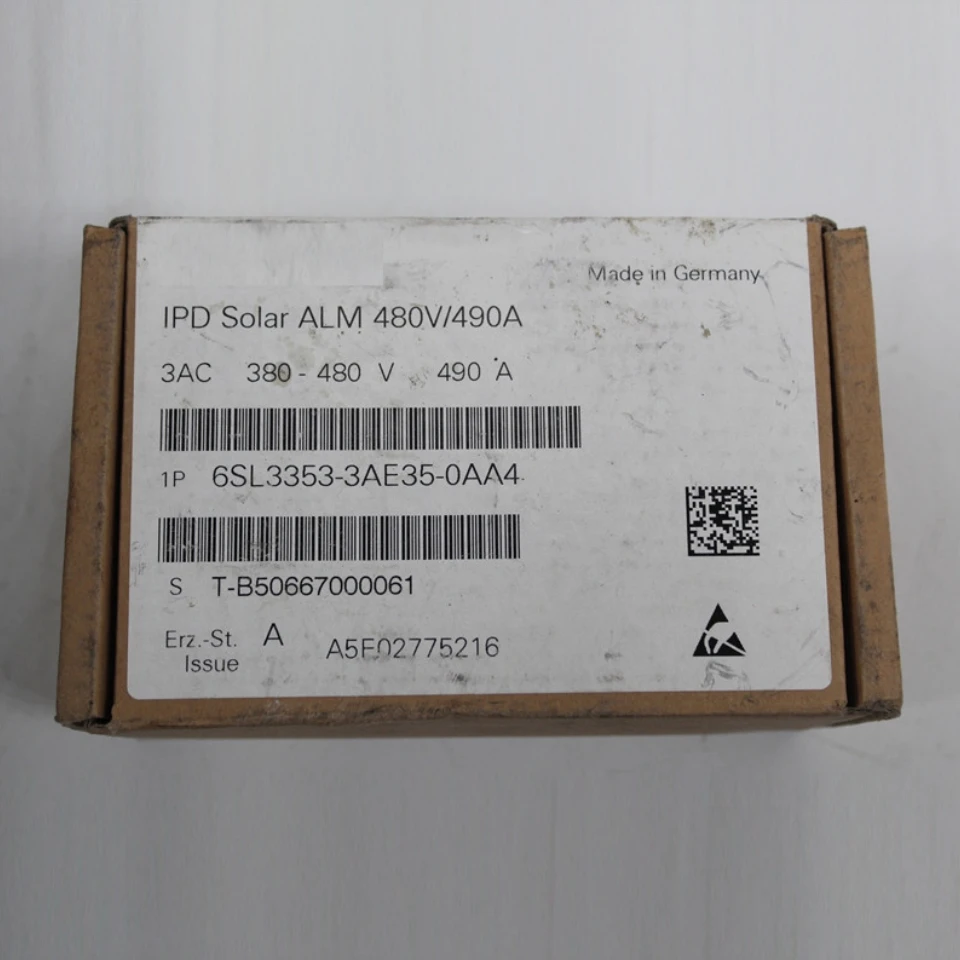 Made in Germany
IPD Solar ALM 480V/490A
3AC 380 - 480 V 490 A
1P 6SL3353-3AE35-0AA4
S T-B50667000061
Erz.-St. A A5E02775216
Issue